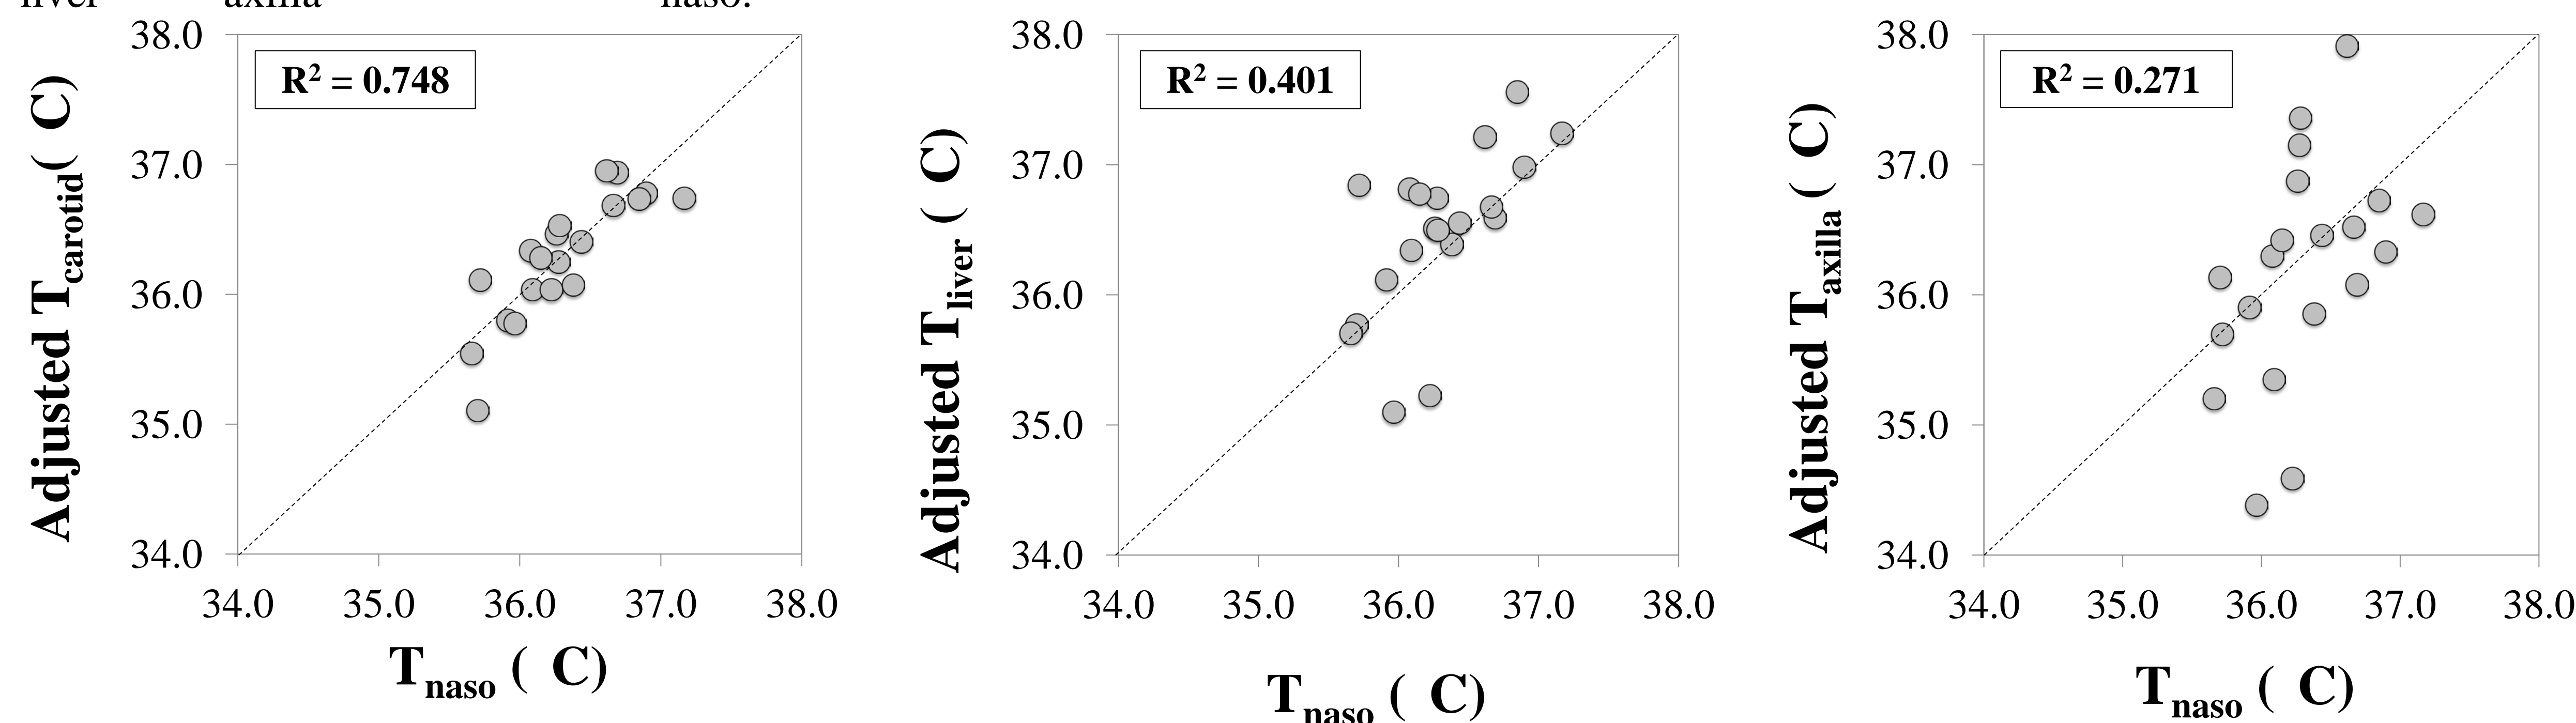 liver axilla naso.
38.0
37.0
36.0
35.0
34.0
34.0 35.0 36.0 37.0 38.0
R² = 0.748
Adjusted Tcarotid( C)
Tnaso ( C)
38.0
37.0
36.0
35.0
34.0
34.0 35.0 36.0 37.0 38.0
R² = 0.401
Adjusted Tliver ( C)
Tnaso ( C)
38.0
37.0
36.0
35.0
34.0
34.0 35.0 36.0 37.0 38.0
R² = 0.271
Adjusted Taxilla ( C)
Tnaso ( C)